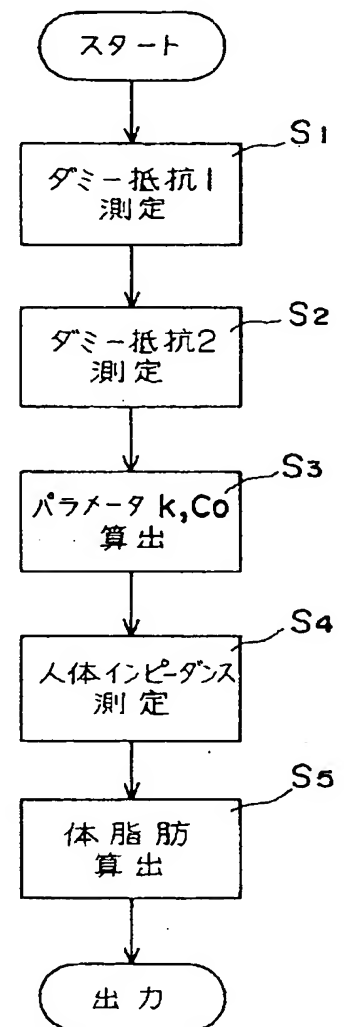 スタート
S1
ダミー抵抗1
測定
S2
ダミー抵抗2
測定
S3
パラメータ k,Co
算出
S4
人体インピーダンス
測定
S5
体脂肪
算出
出力